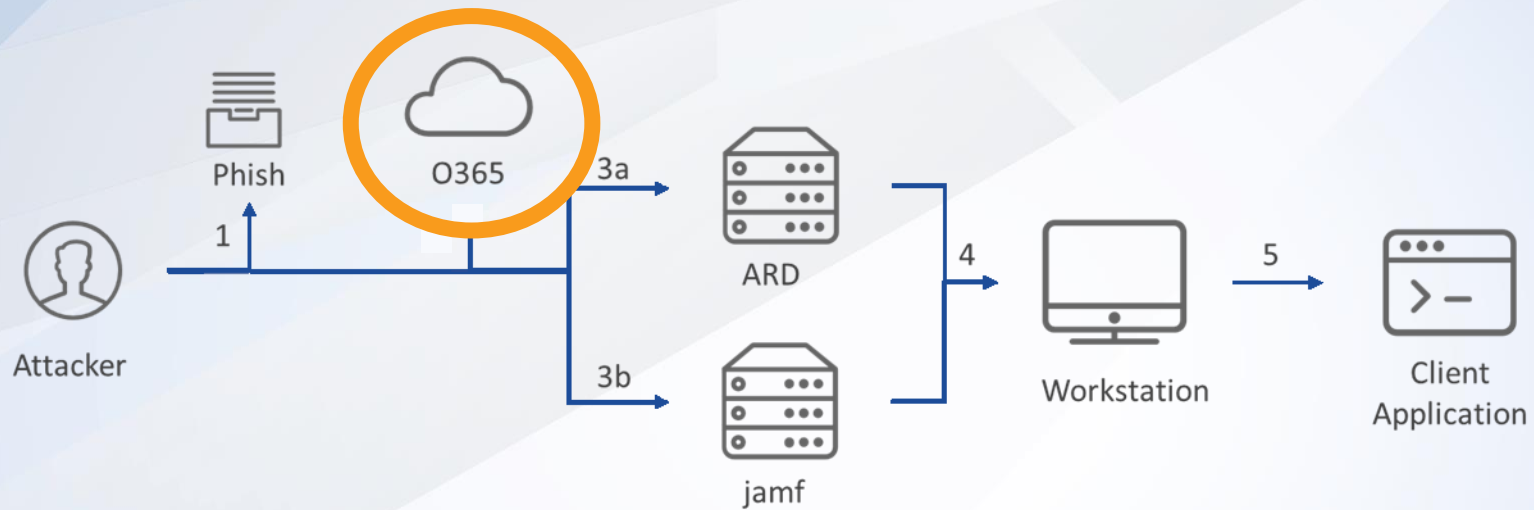 Phish
O365
3a
1
ARD
4
5
Attacker
3b
Workstation
Client
Application
jamf